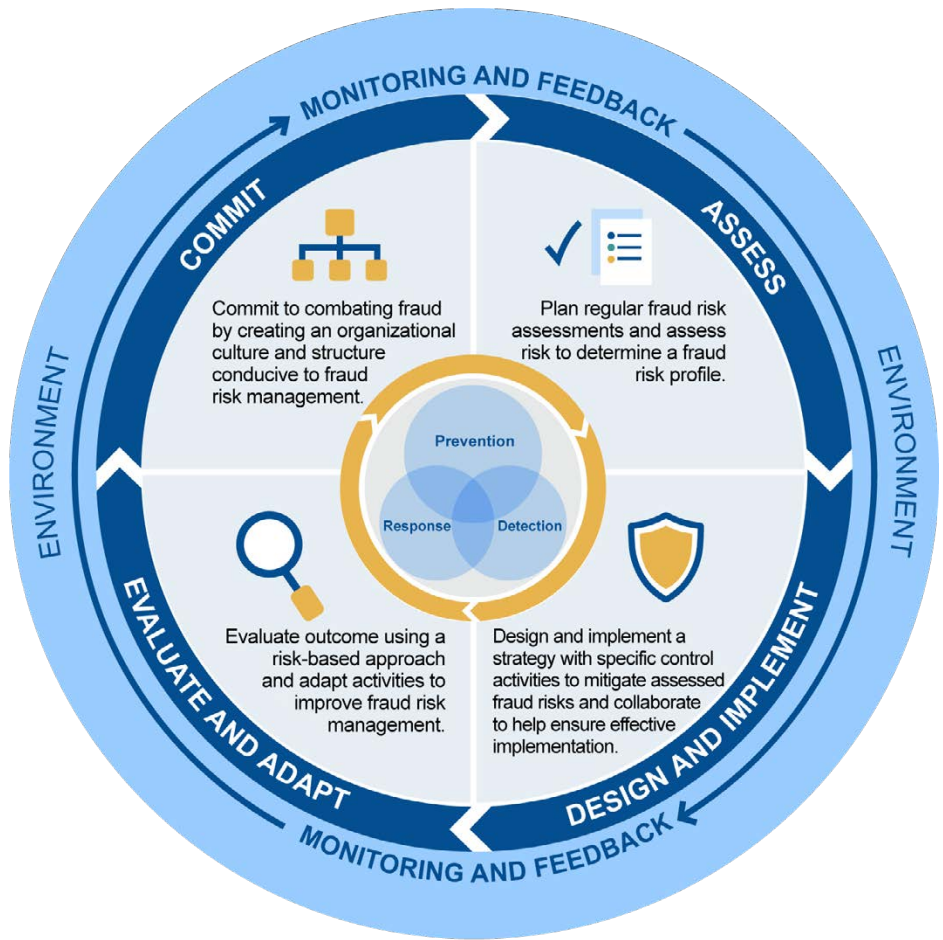 MONITORING AND FEEDBACK
COMMIT
ASSESS
Commit to combating fraud
by creating an organizational
culture and structure
conducive to fraud
risk management.
Plan regular fraud risk
assessments and assess
risk to determine a fraud
risk profile.
ENVIRONMENT
ENVIRONMENT
Prevention
Response
Detection
Evaluate outcome using a
risk-based approach
and adapt activities to
improve fraud risk
management.
Design and implement a
strategy with specific control
activities to mitigate assessed
fraud risks and collaborate
to help ensure effective
implementation.
EVALUATE AND ADAPT
DESIGN AND IMPLEMENT
MONITORING AND FEEDBACK